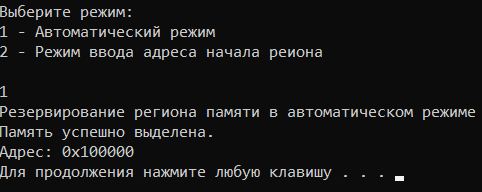 Выберите режим:
1 - Автоматический режим
2 - Режим ввода адреса начала реиона
1
Резервирование региона памяти в автоматическом режиме
Память успешно выделена.
Адрес: 0x100000
Для продолжения нажмите любую клавишу . . .